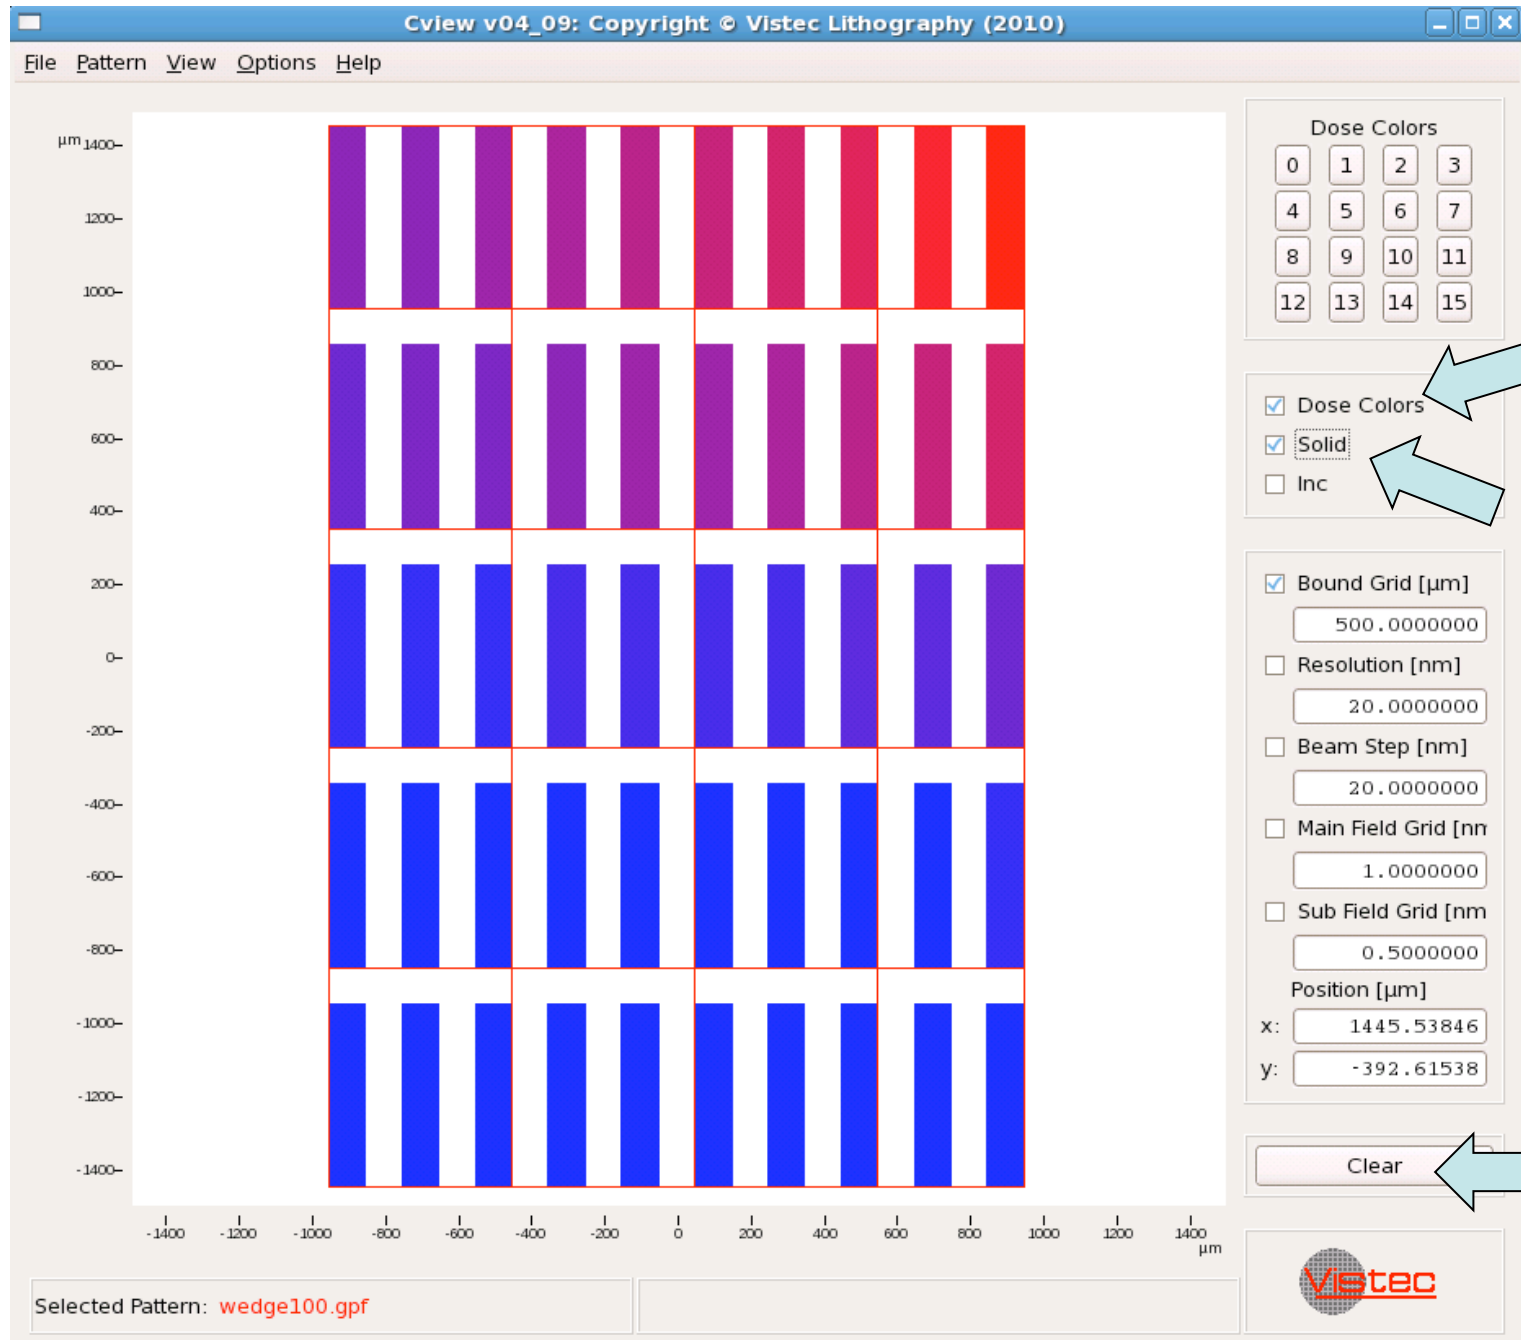 Cview v04_09: Copyright © Vistec Lithography (2010)
File Pattern View Options Help
µm
1400
1200
1000
800
600
400
200
0
-200
-400
-600
-800
-1000
-1200
-1400
-1400 -1200 -1000 -800 -600 -400 -200 0 200 400 600 800 1000 1200 1400
µm
Dose Colors
0 1 2 3
4 5 6 7
8 9 10 11
12 13 14 15
Dose Colors
Solid
Inc
Bound Grid [µm]
500.0000000
Resolution [nm]
20.0000000
Beam Step [nm]
20.0000000
Main Field Grid [nm
1.0000000
Sub Field Grid [nm
0.5000000
Position [µm]
x: 1445.53846
y: -392.61538
Clear
Vistec
Selected Pattern: wedge100.gpf